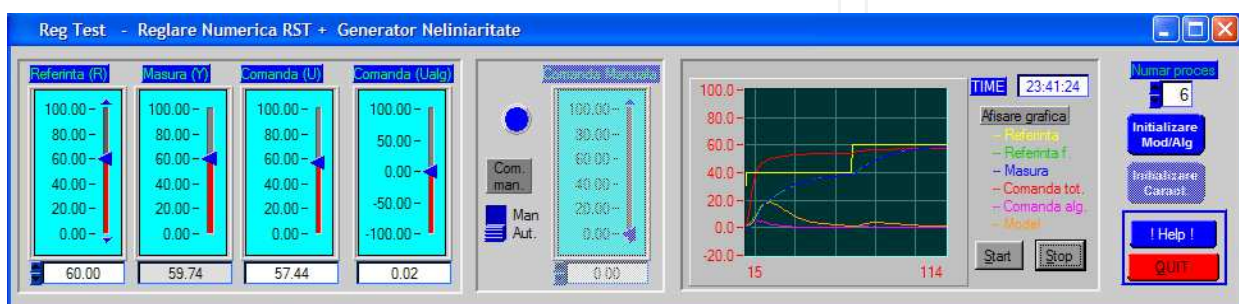 Reg Test - Reglare Numerica RST + Generator Neliniaritate
Referinta (R)
100.00
80.00
60.00
40.00
20.00
0.00
60.00
Masura (Y)
100.00
80.00
60.00
40.00
20.00
0.00
59.74
Comanda (U)
100.00
80.00
60.00
40.00
20.00
0.00
57.44
Comanda (Ualg)
100.00
50.00
0.00
-50.00
-100.00
0.02
Com.
man.
Man
Aut.
Comanda Manuala
100.00
80.00
60.00
40.00
20.00
0.00
0.00
100.0
80.0
60.0
40.0
20.0
0.0
-20.0
15
114
TIME 23:41:24
Afisare grafica
-- Referinta
-- Referinta f.
-- Masura
-- Comanda tot.
-- Comanda alg.
-- Model
Start
Stop
Numar proces
6
Initializare
Mod/Alg
Initializare
Caract.
! Help !
QUIT